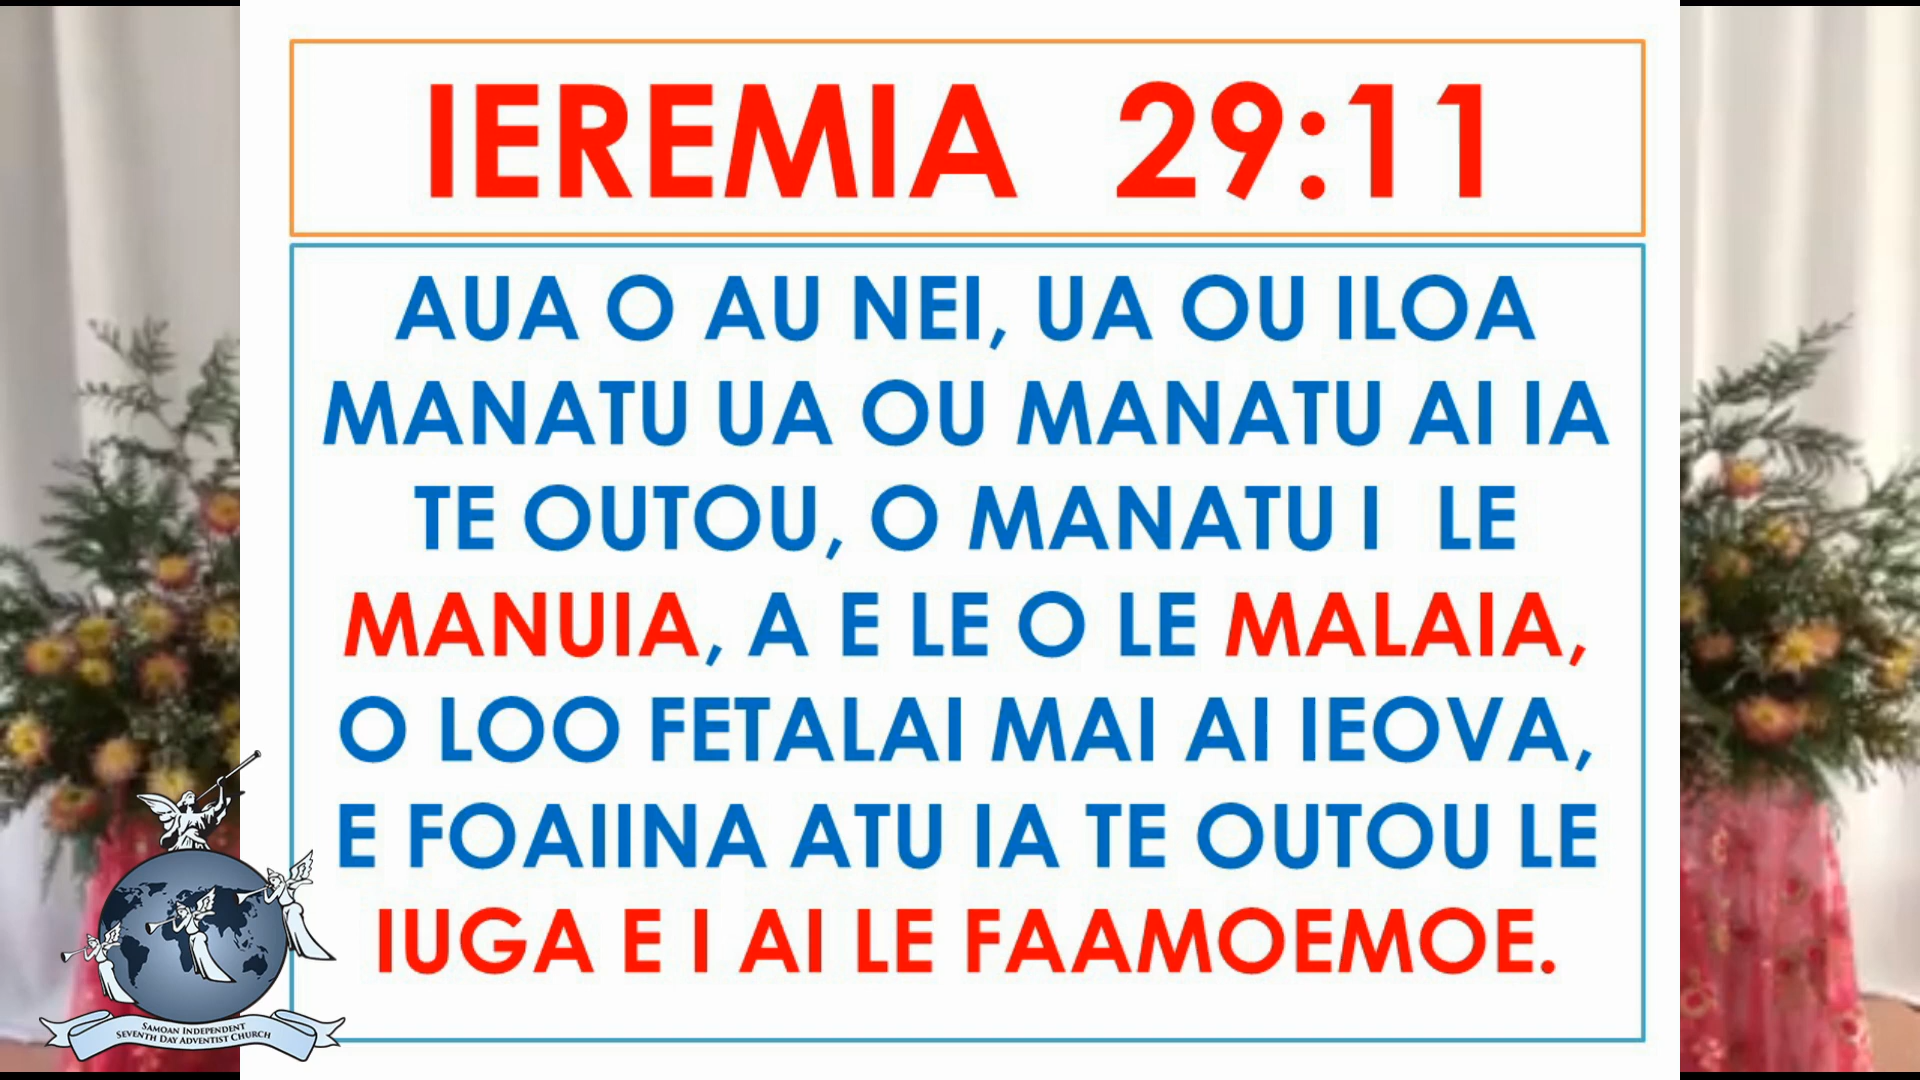 IEREMIA 29:11
AUA O AU NEI, UA OU ILOA
MANATU UA OU MANATU AI IA
TE OUTOU, O MANATU I LE
MANUIA, A E LE O LE MALAIA,
O LOO FETALAI MAI AI IEOVA,
E FOAIINA ATU IA TE OUTOU LE
IUGA E I AI LE FAAMOEMOE.
SAMOAN INDEPENDENT
SEVENTH DAY ADVENTIST CHURCH